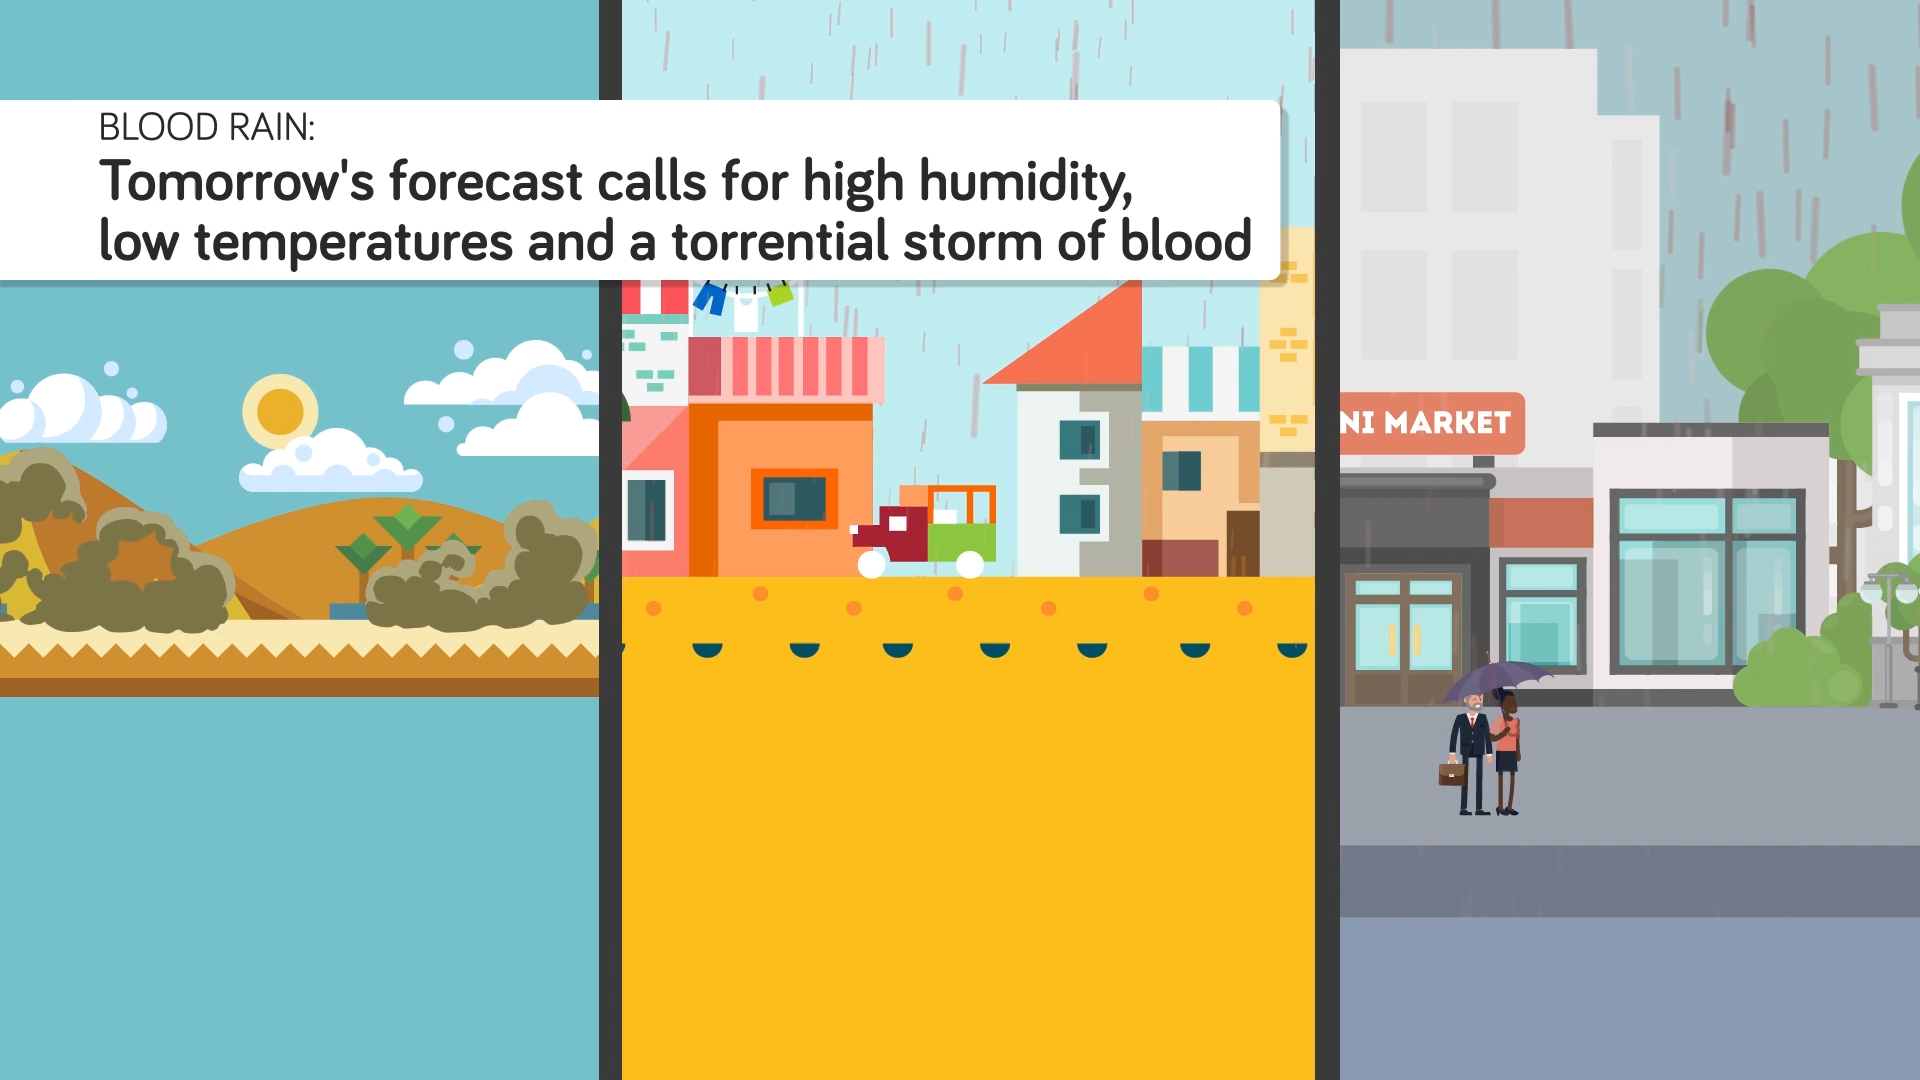 BLOOD RAIN:
Tomorrow's forecast calls for high humidity,
low temperatures and a torrential storm of blood
NI MARKET